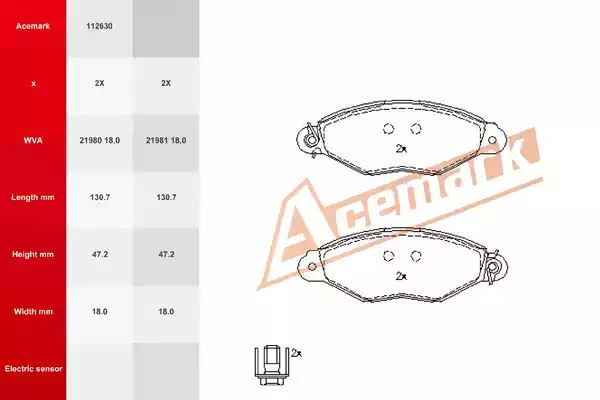 Acemark 112630
x 2X 2X
WVA 21980 18,0 21981 18,0
Length mm 130.7 130.7
Height mm 47.2 47.2
Width mm 18.0 18.0
Electric sensor
2x
Acemark
2x
2x